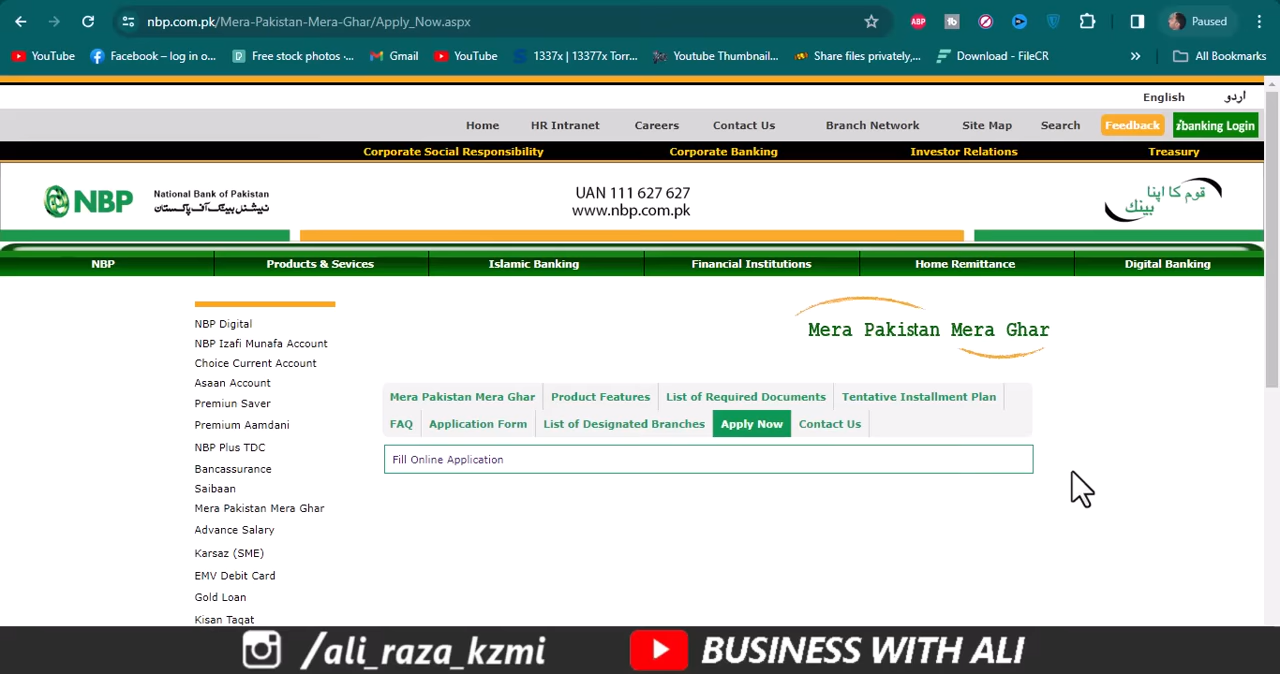 nbp.com.pk/Mera-Pakistan-Mera-Ghar/Apply_Now.aspx
ABP
Paused
YouTube
Facebook – log in o...
Free stock photos ·...
Gmail
YouTube
1337x | 13377x Torr...
Youtube Thumbnail...
Share files privately,...
Download - FileCR
»
All Bookmarks
English
اردو
Home
HR Intranet
Careers
Contact Us
Branch Network
Site Map
Search
Feedback
iBanking Login
Corporate Social Responsibility
Corporate Banking
Investor Relations
Treasury
NBP
National Bank of Pakistan
نیشنل بینک آف پاکستان
UAN 111 627 627
www.nbp.com.pk
قوم کا اپنا
بینک
NBP
Products & Sevices
Islamic Banking
Financial Institutions
Home Remittance
Digital Banking
NBP Digital
NBP Izafi Munafa Account
Choice Current Account
Asaan Account
Premiun Saver
Premium Aamdani
NBP Plus TDC
Bancassurance
Saibaan
Mera Pakistan Mera Ghar
Advance Salary
Karsaz (SME)
EMV Debit Card
Gold Loan
Kisan Taqat
Mera Pakistan Mera Ghar
Mera Pakistan Mera Ghar
Product Features
List of Required Documents
Tentative Installment Plan
FAQ
Application Form
List of Designated Branches
Apply Now
Contact Us
Fill Online Application
/ali_raza_kzmi
BUSINESS WITH ALI